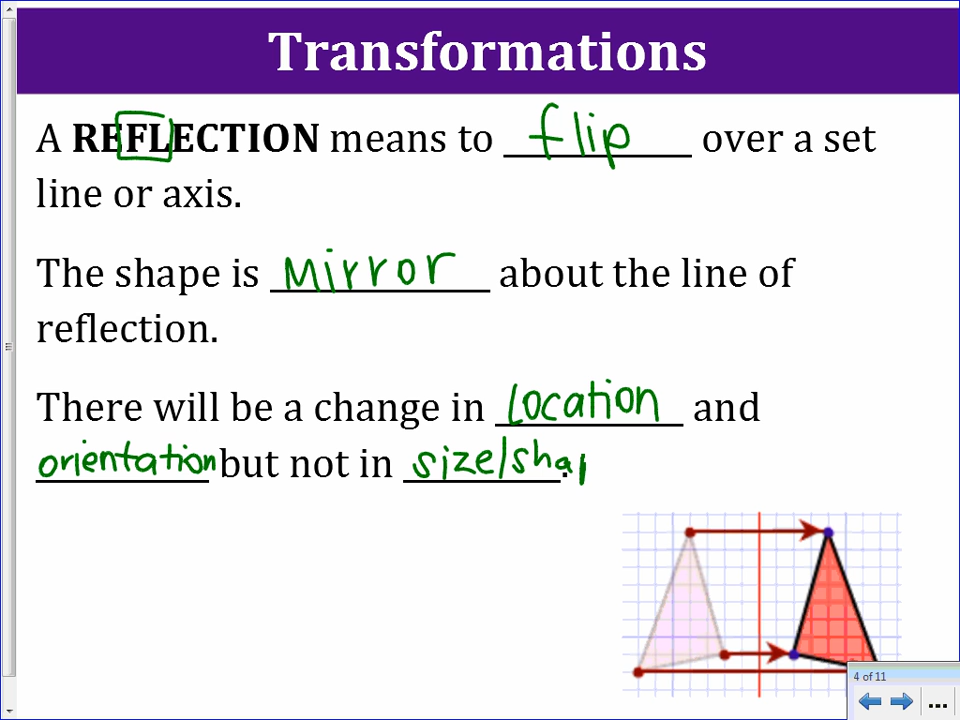 Transformations
A REFLECTION means to flip over a set
line or axis.
The shape is mirror about the line of
reflection.
There will be a change in location and
orientation but not in size/shap.
4 of 11
...